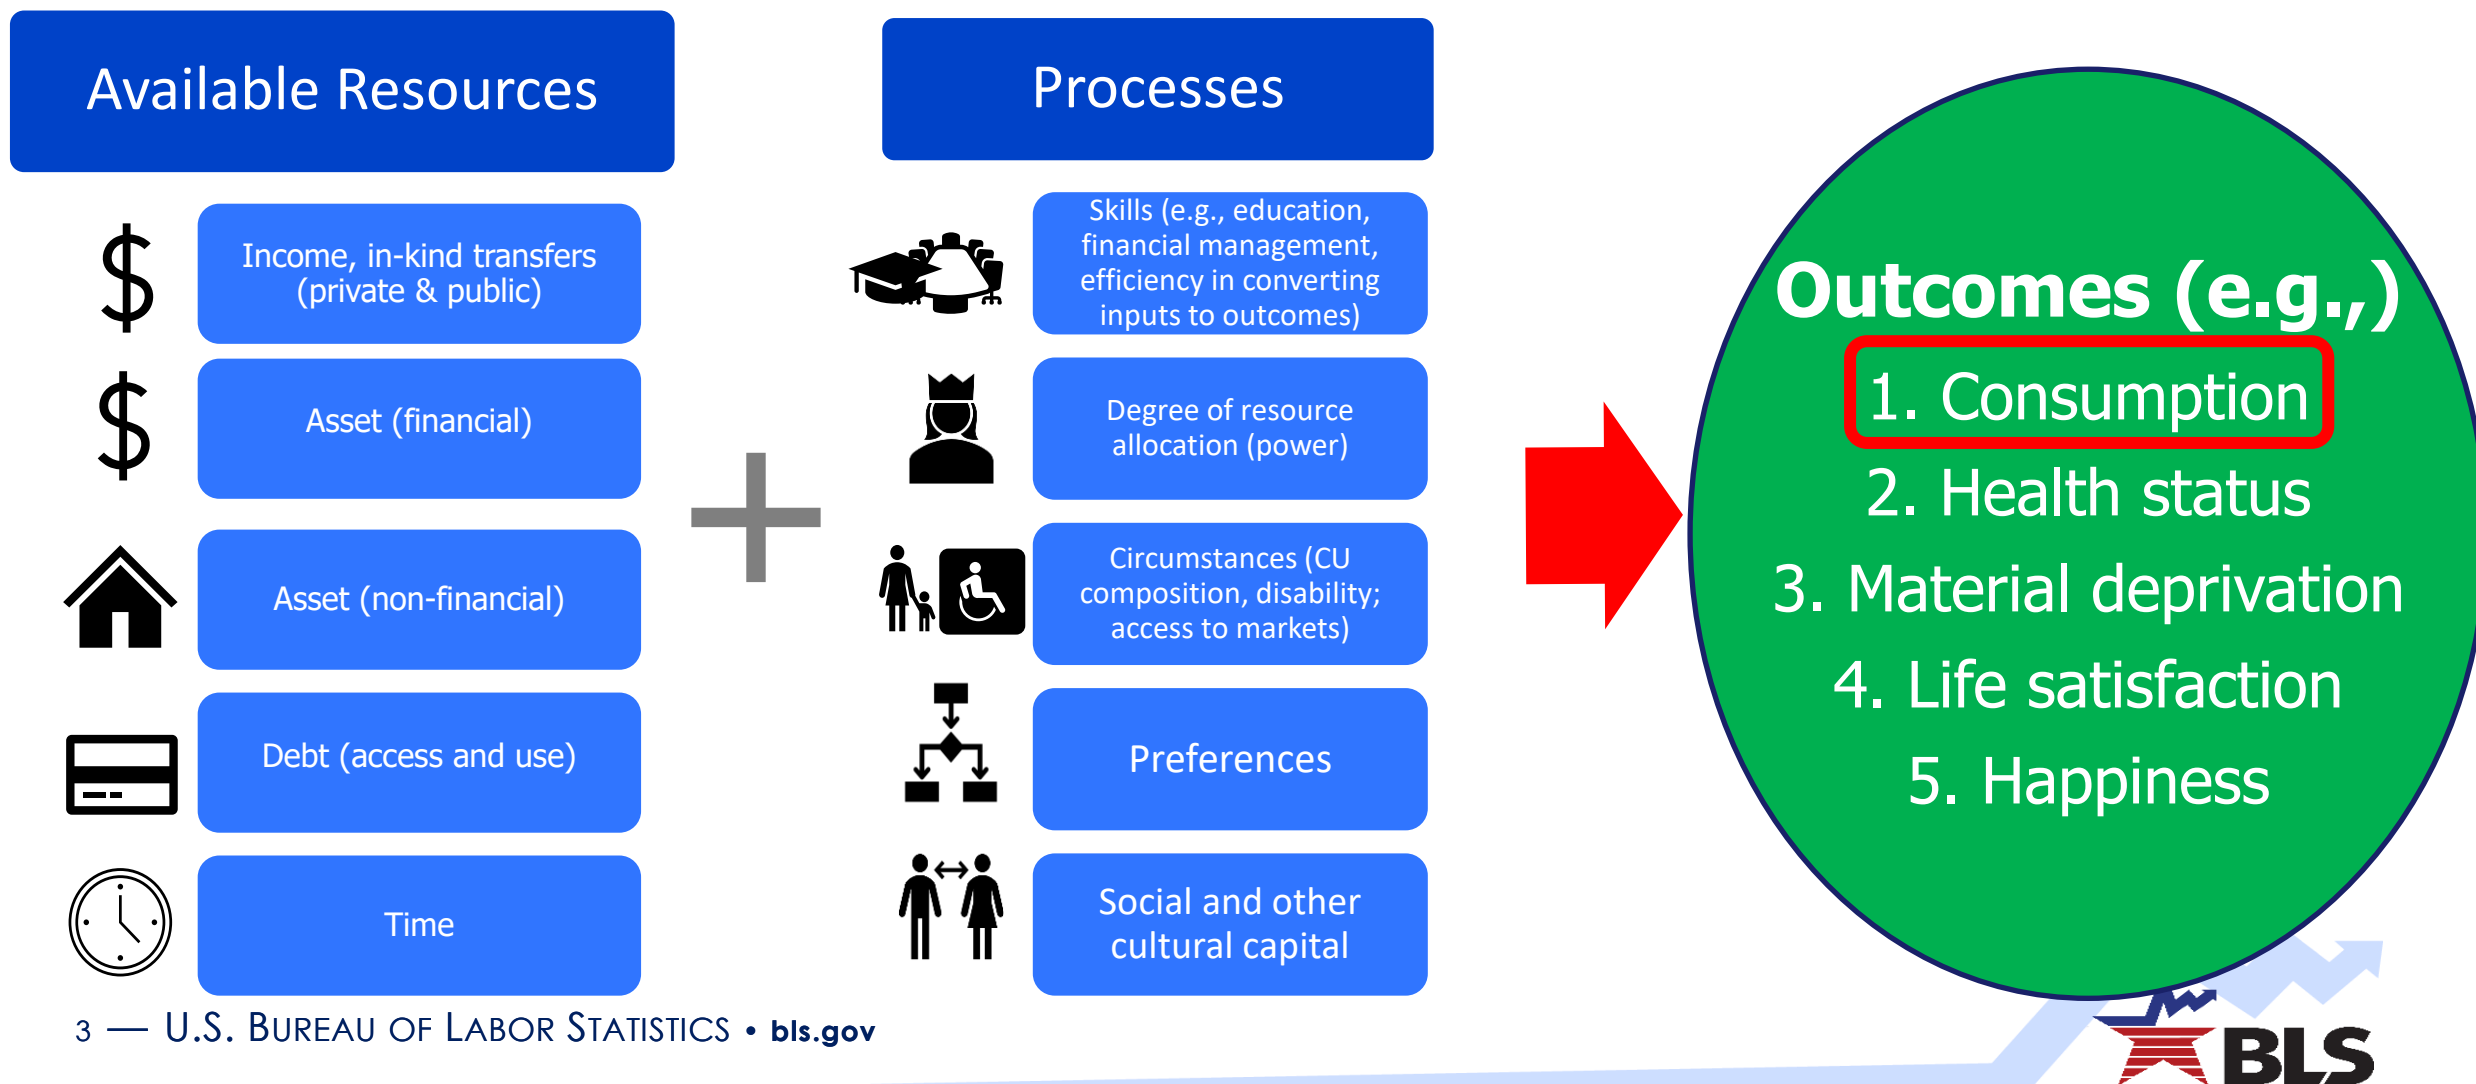 Available Resources
Income, in-kind transfers
(private & public)
Asset (financial)
Asset (non-financial)
Debt (access and use)
Time
Processes
Skills (e.g., education,
financial management,
efficiency in converting
inputs to outcomes)
Degree of resource
allocation (power)
Circumstances (CU
composition, disability;
access to markets)
Preferences
Social and other
cultural capital
Outcomes (e.g.,)
1. Consumption
2. Health status
3. Material deprivation
4. Life satisfaction
5. Happiness
3 — U.S. BUREAU OF LABOR STATISTICS • bls.gov
BLS